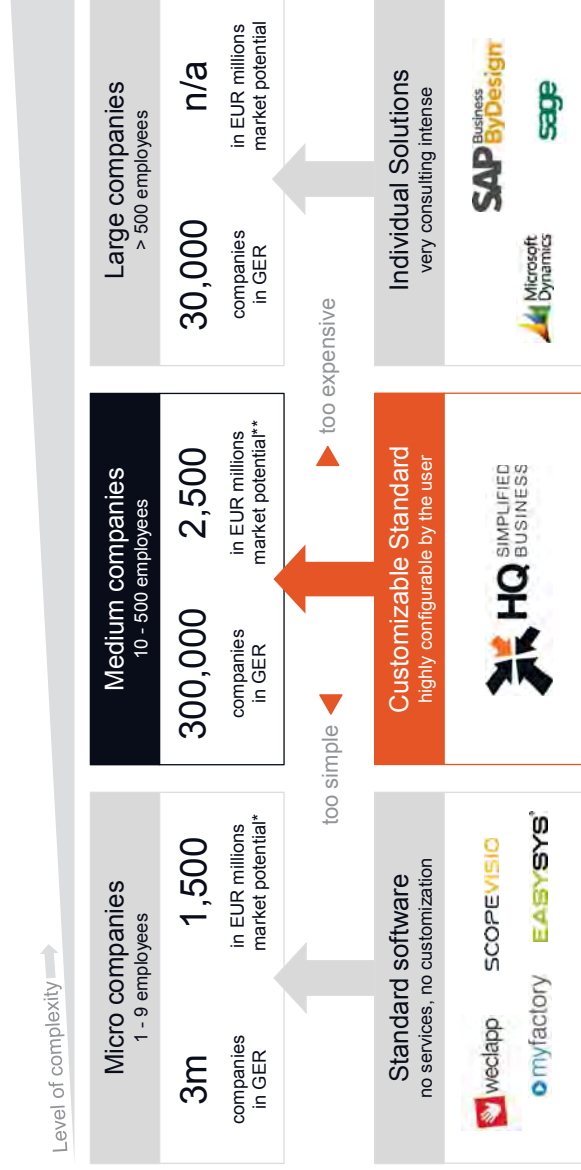 Level of complexity
Micro companies
1 - 9 employees
3m
companies
in GER
1,500
in EUR millions
market potential*
Medium companies
10 - 500 employees
300,000
companies
in GER
2,500
in EUR millions
market potential**
Large companies
> 500 employees
30,000
companies
in GER
n/a
in EUR millions
market potential
too simple
too expensive
Standard software
no services, no customization
weclapp
SCOPEVISIO
myfactory
EASYSYS
Customizable Standard
highly configurable by the user
HQ SIMPLIFIED
BUSINESS
Individual Solutions
very consulting intense
Microsoft
Dynamics
SAP Business
ByDesign
sage